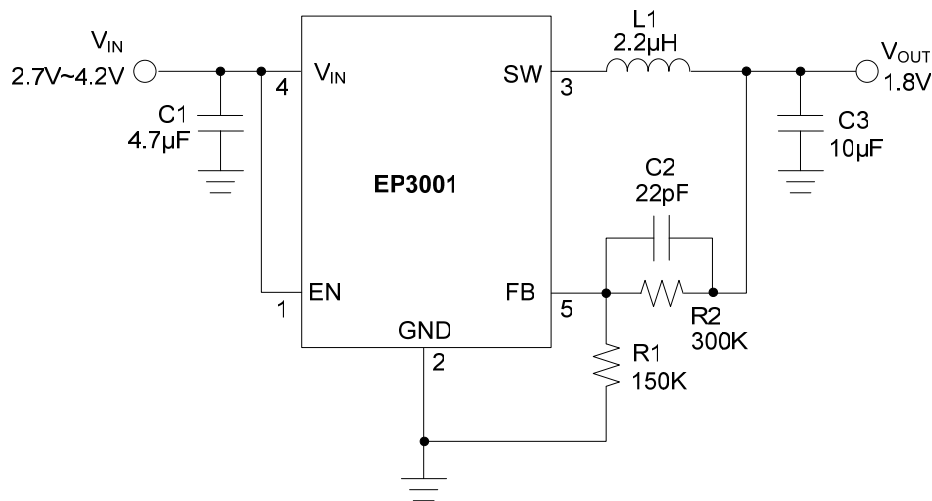 V_IN
2.7V~4.2V
C1
4.7µF
4
V_IN
SW
3
L1
2.2µH
V_OUT
1.8V
C3
10µF
EP3001
C2
22pF
1
EN
FB
5
R2
300K
GND
2
R1
150K